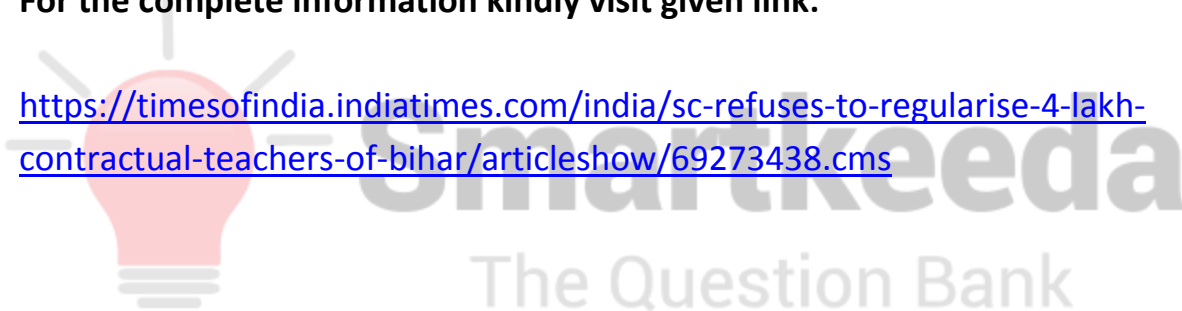 For the complete information kindly visit given link:
https://timesofindia.indiatimes.com/india/sc-refuses-to-regularise-4-lakh-
contractual-teachers-of-bihar/articleshow/69273438.cms
Smartkeeda
The Question Bank